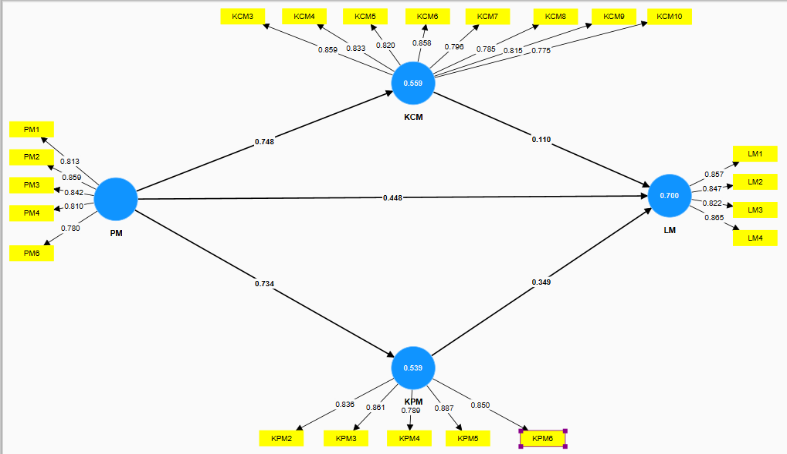 KCM3 KCM4 KCM5 KCM6 KCM7 KCM8 KCM9 KCM10
0.859 0.833 0.820 0.858 0.796 0.785 0.815 0.775
0.559
KCM
PM1
PM2
PM3
PM4
PM6
0.813
0.859
0.842
0.810
0.780
PM
0.748
0.448
0.734
0.110
0.349
0.700
LM
0.857
0.847
0.822
0.865
LM1
LM2
LM3
LM4
0.539
KPM
0.836 0.861 0.789 0.887 0.850
KPM2 KPM3 KPM4 KPM5 KPM6